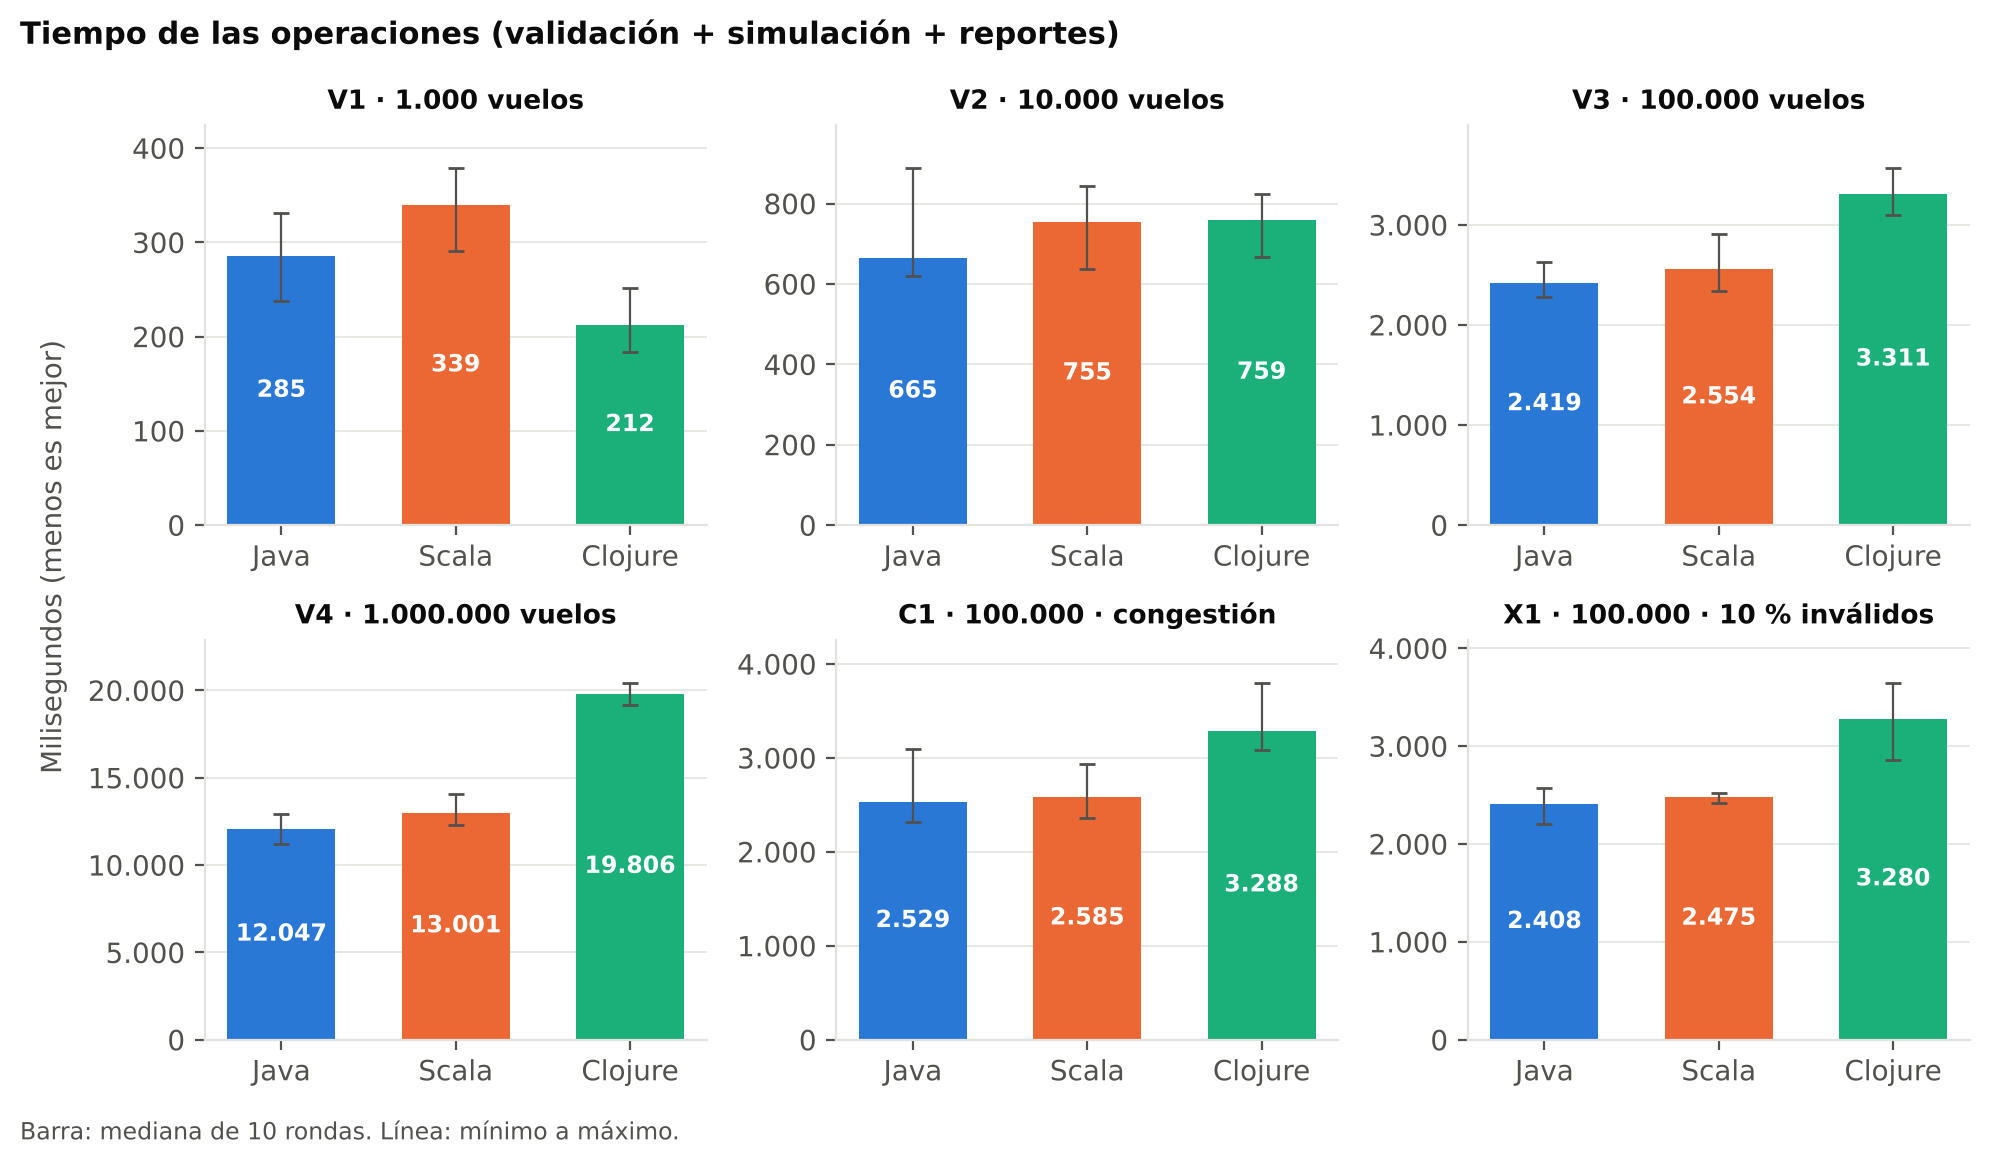 Tiempo de las operaciones (validación + simulación + reportes)
Milisegundos (menos es mejor)
V1 · 1.000 vuelos
400
300
200
100
0
285
339
212
Java
Scala
Clojure
V2 · 10.000 vuelos
800
600
400
200
0
665
755
759
Java
Scala
Clojure
V3 · 100.000 vuelos
3.000
2.000
1.000
0
2.419
2.554
3.311
Java
Scala
Clojure
V4 · 1.000.000 vuelos
20.000
15.000
10.000
5.000
0
12.047
13.001
19.806
Java
Scala
Clojure
C1 · 100.000 · congestión
4.000
3.000
2.000
1.000
0
2.529
2.585
3.288
Java
Scala
Clojure
X1 · 100.000 · 10 % inválidos
4.000
3.000
2.000
1.000
0
2.408
2.475
3.280
Java
Scala
Clojure
Barra: mediana de 10 rondas. Línea: mínimo a máximo.